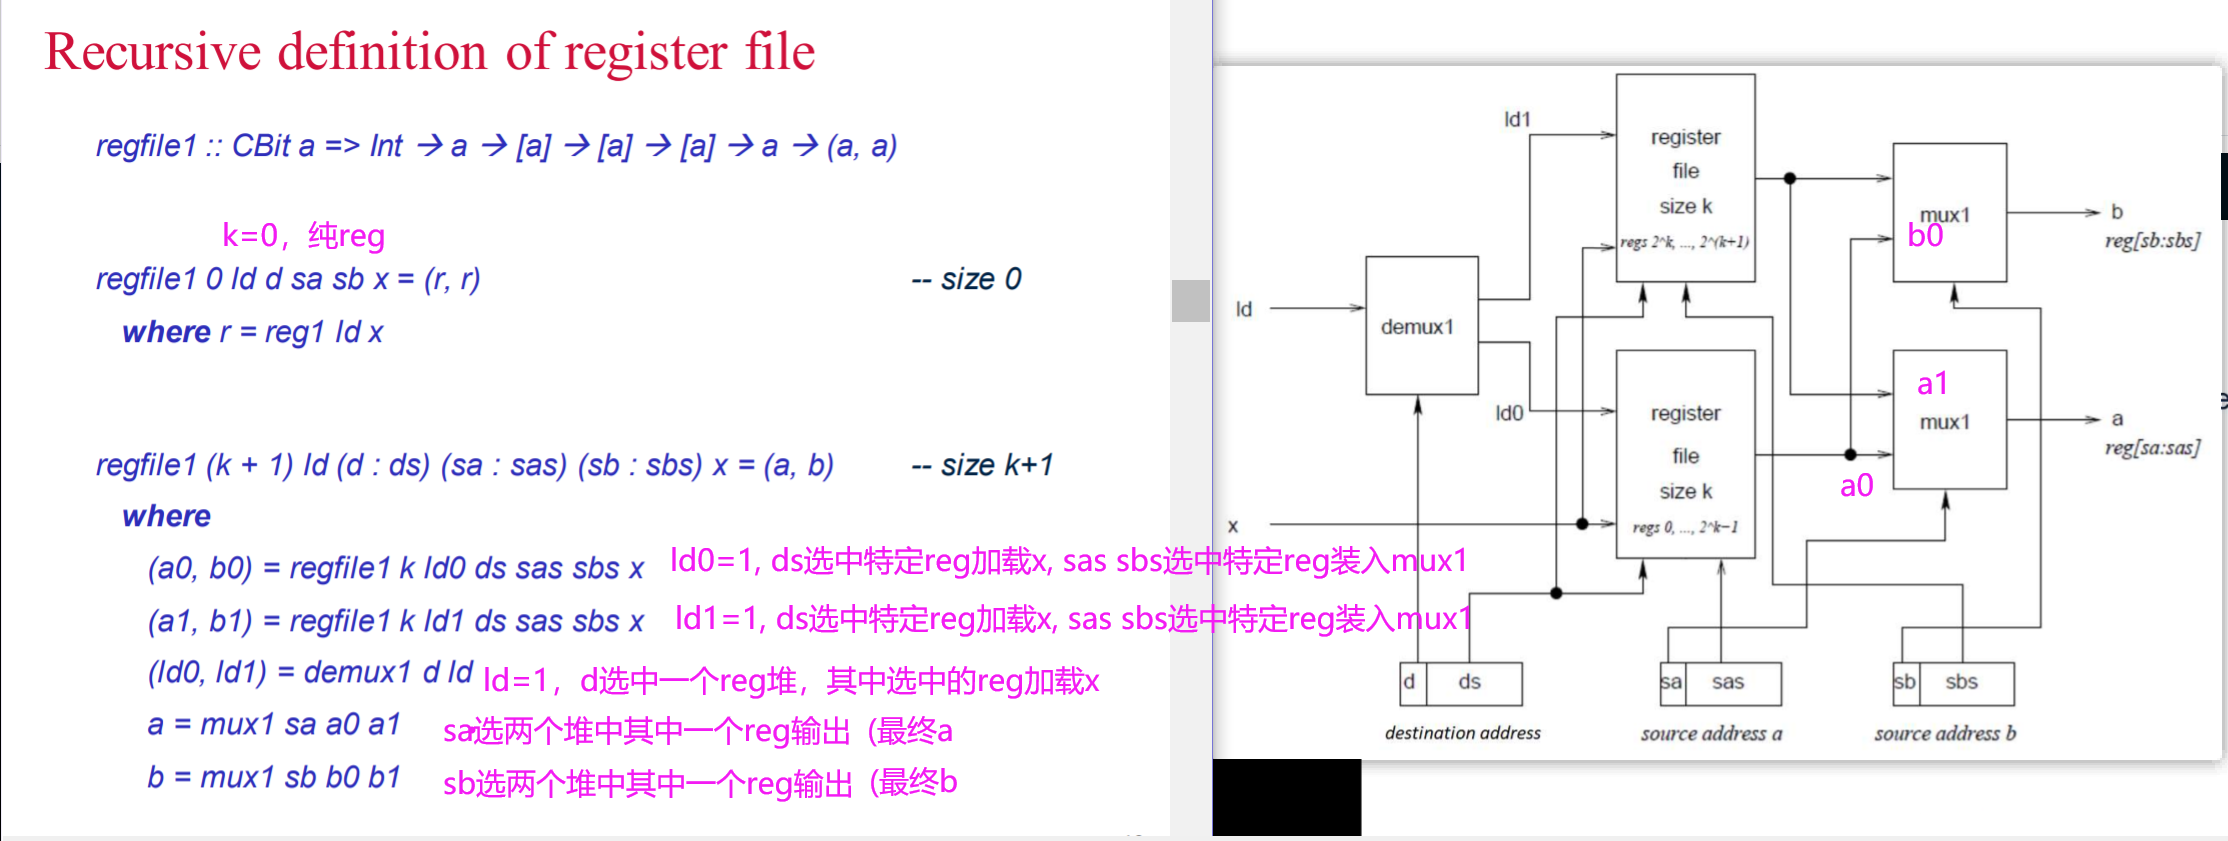 Recursive definition of register file
regfile1 :: CBit a => Int → a → [a] → [a] → [a] → a → (a, a)
k=0，纯reg
regfile1 0 ld d sa sb x = (r, r) -- size 0
where r = reg1 ld x
regfile1 (k + 1) ld (d : ds) (sa : sas) (sb : sbs) x = (a, b) -- size k+1
where
(a0, b0) = regfile1 k ld0 ds sas sbs x ld0=1, ds选中特定reg加载x, sas sbs选中特定reg装入mux1
(a1, b1) = regfile1 k ld1 ds sas sbs x ld1=1, ds选中特定reg加载x, sas sbs选中特定reg装入mux1
(ld0, ld1) = demux1 d ld ld=1，d选中一个reg堆，其中选中的reg加载x
a = mux1 sa a0 a1 sa选两个堆中其中一个reg输出（最终a
b = mux1 sb b0 b1 sb选两个堆中其中一个reg输出（最终b
ld1
register
file
size k
regs 2^k, ..., 2^(k+1)
mux1
b0
b
reg[sb:sbs]
ld
demux1
ld0
register
file
size k
regs 0, ..., 2^k−1
a1
mux1
a0
a
reg[sa:sas]
x
d ds
sa sas
sb sbs
destination address
source address a
source address b